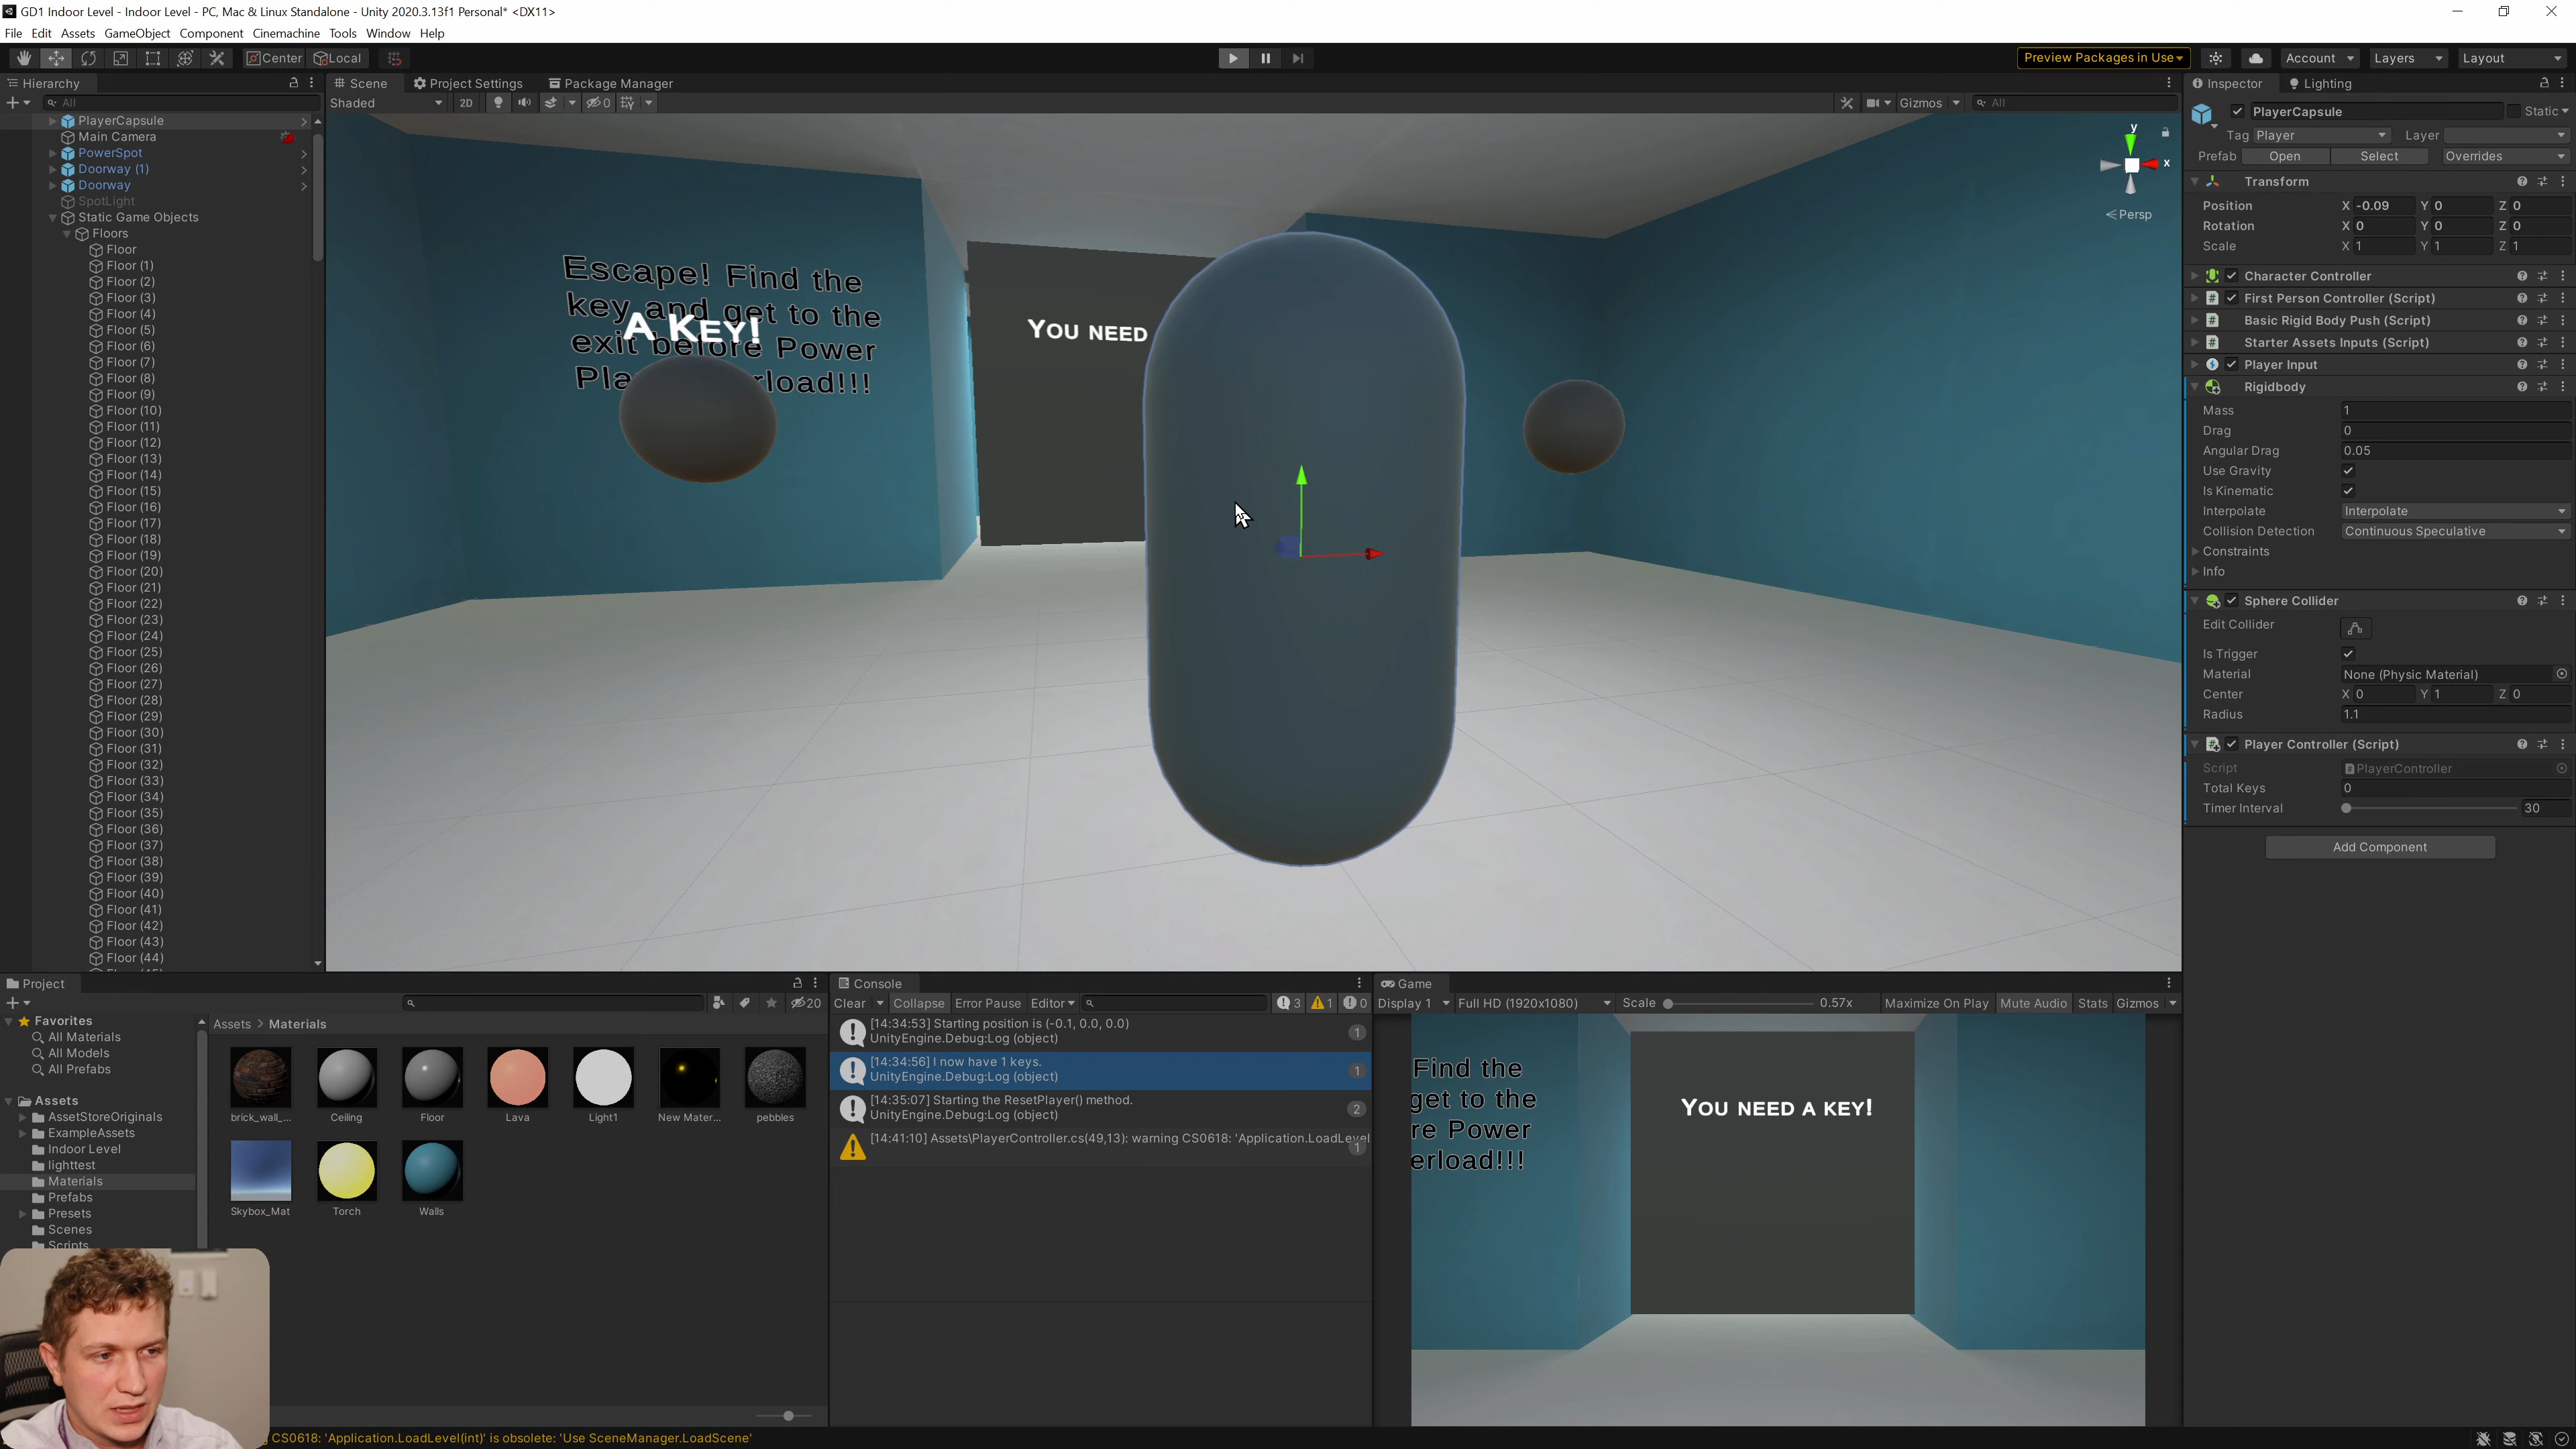 GD1 Indoor Level - Indoor Level - PC, Mac & Linux Standalone - Unity 2020.3.13f1 Personal* <DX11>
File Edit Assets GameObject Component Cinemachine Tools Window Help
Center Local
Preview Packages in Use Account Layers Layout
Hierarchy
All
PlayerCapsule
Main Camera
PowerSpot
Doorway (1)
Doorway
SpotLight
Static Game Objects
Floors
Floor
Floor (1)
Floor (2)
Floor (3)
Floor (4)
Floor (5)
Floor (6)
Floor (7)
Floor (8)
Floor (9)
Floor (10)
Floor (11)
Floor (12)
Floor (13)
Floor (14)
Floor (15)
Floor (16)
Floor (17)
Floor (18)
Floor (19)
Floor (20)
Floor (21)
Floor (22)
Floor (23)
Floor (24)
Floor (25)
Floor (26)
Floor (27)
Floor (28)
Floor (29)
Floor (30)
Floor (31)
Floor (32)
Floor (33)
Floor (34)
Floor (35)
Floor (36)
Floor (37)
Floor (38)
Floor (39)
Floor (40)
Floor (41)
Floor (42)
Floor (43)
Floor (44)
Scene Project Settings Package Manager
Shaded 2D 0 Gizmos All
y
x
Persp
Escape! Find the
key and get to the
exit before Power
Pla rload!!!
A KEY!
YOU NEED
Inspector Lighting
PlayerCapsule Static
Tag Player Layer
Prefab Open Select Overrides
Transform
Position X -0.09 Y 0 Z 0
Rotation X 0 Y 0 Z 0
Scale X 1 Y 1 Z 1
Character Controller
First Person Controller (Script)
Basic Rigid Body Push (Script)
Starter Assets Inputs (Script)
Player Input
Rigidbody
Mass 1
Drag 0
Angular Drag 0.05
Use Gravity
Is Kinematic
Interpolate Interpolate
Collision Detection Continuous Speculative
Constraints
Info
Sphere Collider
Edit Collider
Is Trigger
Material None (Physic Material)
Center X 0 Y 1 Z 0
Radius 1.1
Player Controller (Script)
Script PlayerController
Total Keys 0
Timer Interval 30
Add Component
Project
20
Favorites
All Materials
All Models
All Prefabs
Assets
AssetStoreOriginals
ExampleAssets
Indoor Level
lighttest
Materials
Prefabs
Presets
Scenes
Scripts
Assets > Materials
brick_wall_... Ceiling Floor Lava Light1 New Mater... pebbles
Skybox_Mat Torch Walls
Console
Clear Collapse Error Pause Editor 3 1 0
[14:34:53] Starting position is (-0.1, 0.0, 0.0)
UnityEngine.Debug:Log (object)
1
[14:34:56] I now have 1 keys.
UnityEngine.Debug:Log (object)
1
[14:35:07] Starting the ResetPlayer() method.
UnityEngine.Debug:Log (object)
2
[14:41:10] Assets\PlayerController.cs(49,13): warning CS0618: 'Application.LoadLevel
1
Game
Display 1 Full HD (1920x1080) Scale 0.57x Maximize On Play Mute Audio Stats Gizmos
Find the
get to the
re Power
erload!!!
YOU NEED A KEY!
CS0618: 'Application.LoadLevel(int)' is obsolete: 'Use SceneManager.LoadScene'